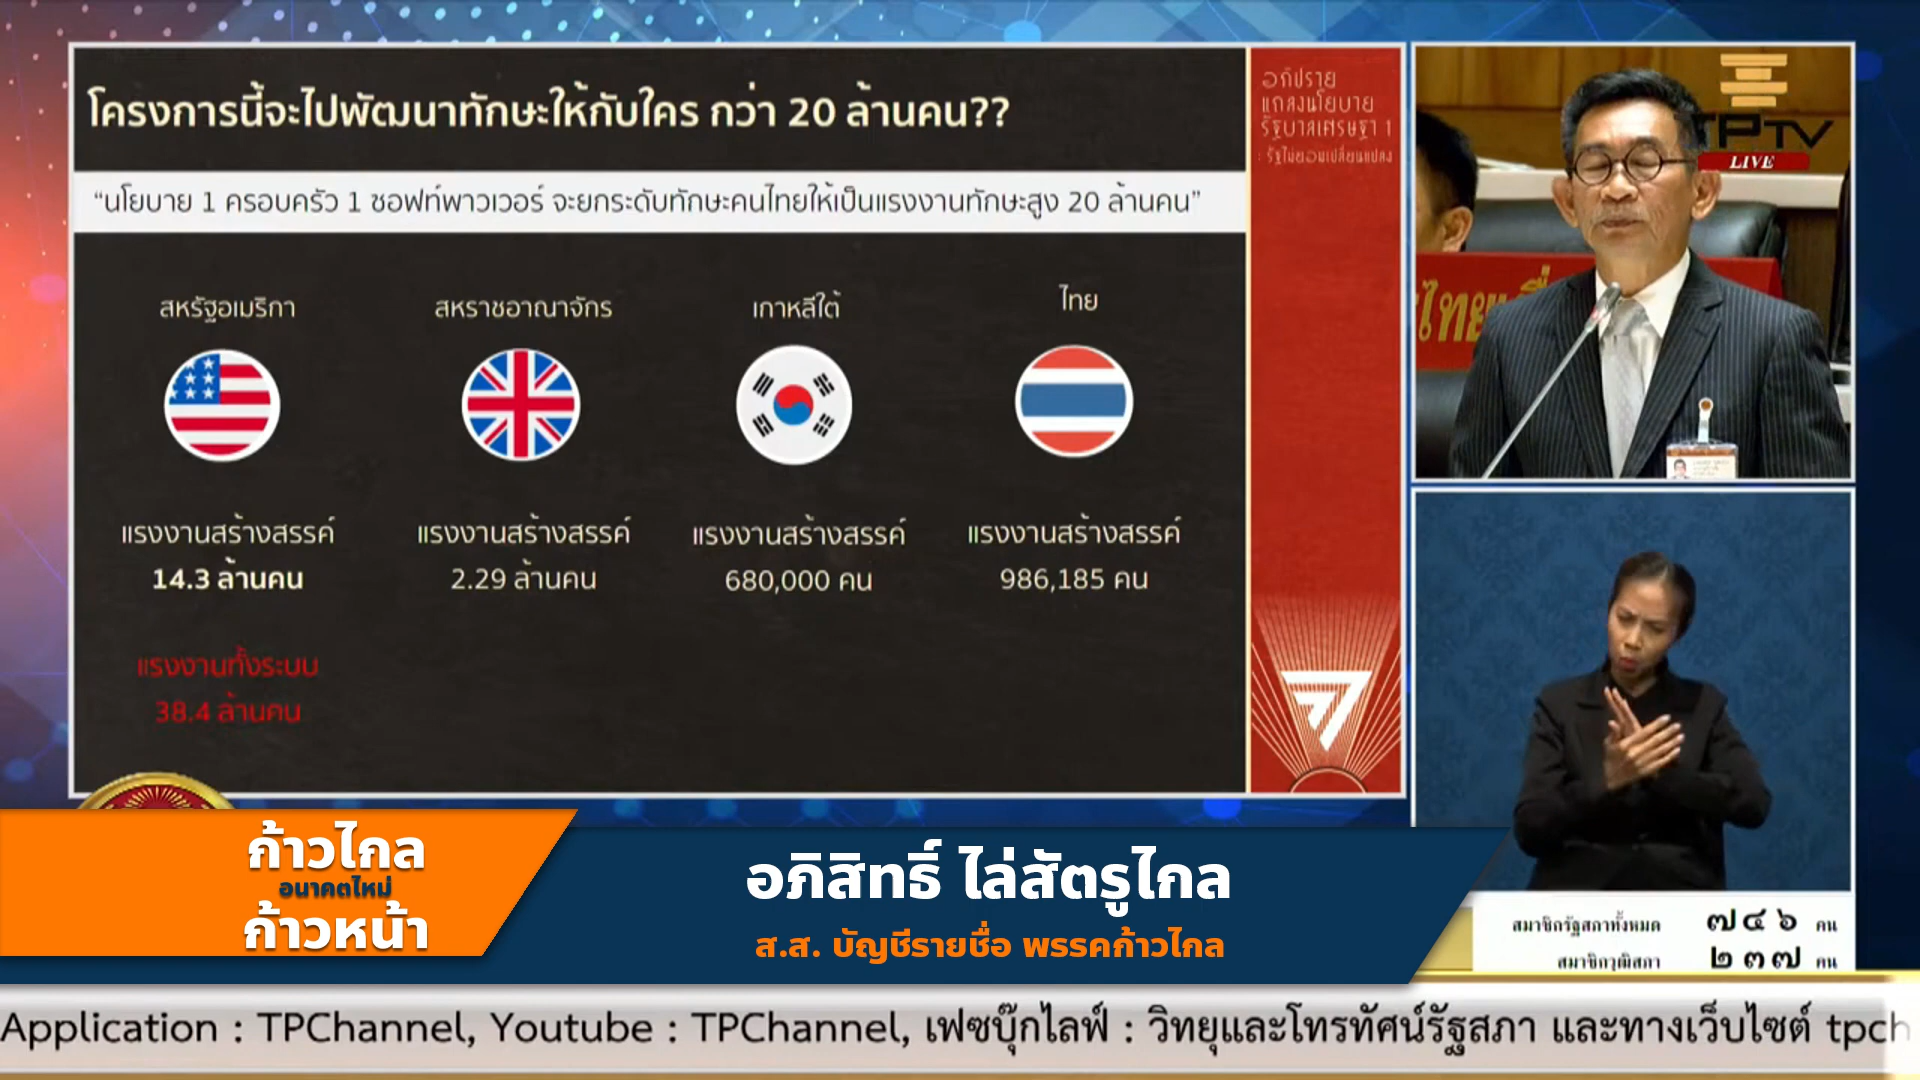 โครงการนี้จะไปพัฒนาทักษะให้กับใคร กว่า 20 ล้านคน??
“นโยบาย 1 ครอบครัว 1 ซอฟท์พาวเวอร์ จะยกระดับทักษะคนไทยให้เป็นแรงงานทักษะสูง 20 ล้านคน”
สหรัฐอเมริกา
สหราชอาณาจักร
เกาหลีใต้
ไทย
แรงงานสร้างสรรค์
14.3 ล้านคน
แรงงานสร้างสรรค์
2.29 ล้านคน
แรงงานสร้างสรรค์
680,000 คน
แรงงานสร้างสรรค์
986,185 คน
แรงงานทั้งระบบ
38.4 ล้านคน
อภิปราย
แถลงนโยบาย
รัฐบาลเศรษฐา 1
: รัฐไม่ยอมเปลี่ยนแปลง
TPTV
LIVE
ก้าวไกล
อนาคตใหม่
ก้าวหน้า
อภิสิทธิ์ ไล่สัตรูไกล
ส.ส. บัญชีรายชื่อ พรรคก้าวไกล
สมาชิกรัฐสภาทั้งหมด ๗๔๖ คน
สมาชิกวุฒิสภา ๒๓๗ คน
Application : TPChannel, Youtube : TPChannel, เฟซบุ๊กไลฟ์ : วิทยุและโทรทัศน์รัฐสภา และทางเว็บไซต์ tpch